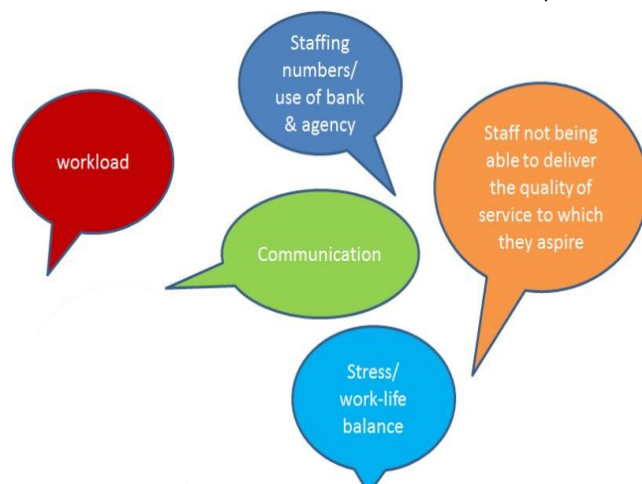 Staffing
numbers/
use of bank
& agency
workload
Staff not being
able to deliver
the quality of
service to which
they aspire
Communication
Stress/
work-life
balance